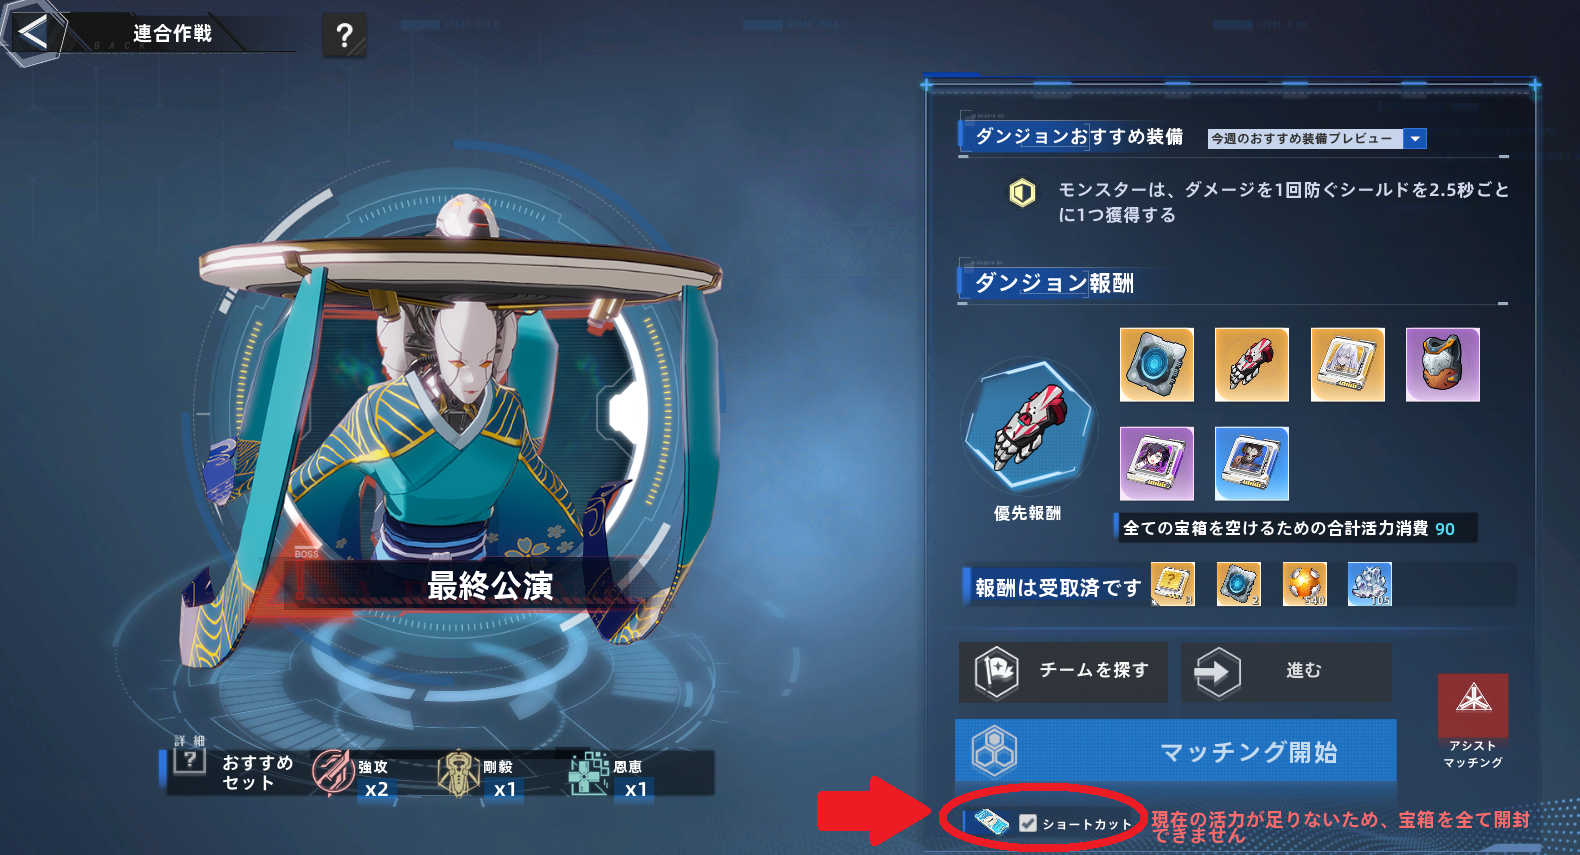 連合作戦
BACK
?
ダンジョンおすすめ装備
今週のおすすめ装備プレビュー
モンスターは、ダメージを1回防ぐシールドを2.5秒ごと
に1つ獲得する
ダンジョン報酬
優先報酬
全ての宝箱を空けるための合計活力消費 90
報酬は受取済です
3
2
540
105
BOSS
最終公演
チームを探す
進む
マッチング開始
アシスト
マッチング
詳細
?
おすすめ
セット
強攻
x2
剛毅
x1
恩恵
x1
ショートカット
現在の活力が足りないため、宝箱を全て開封
できません